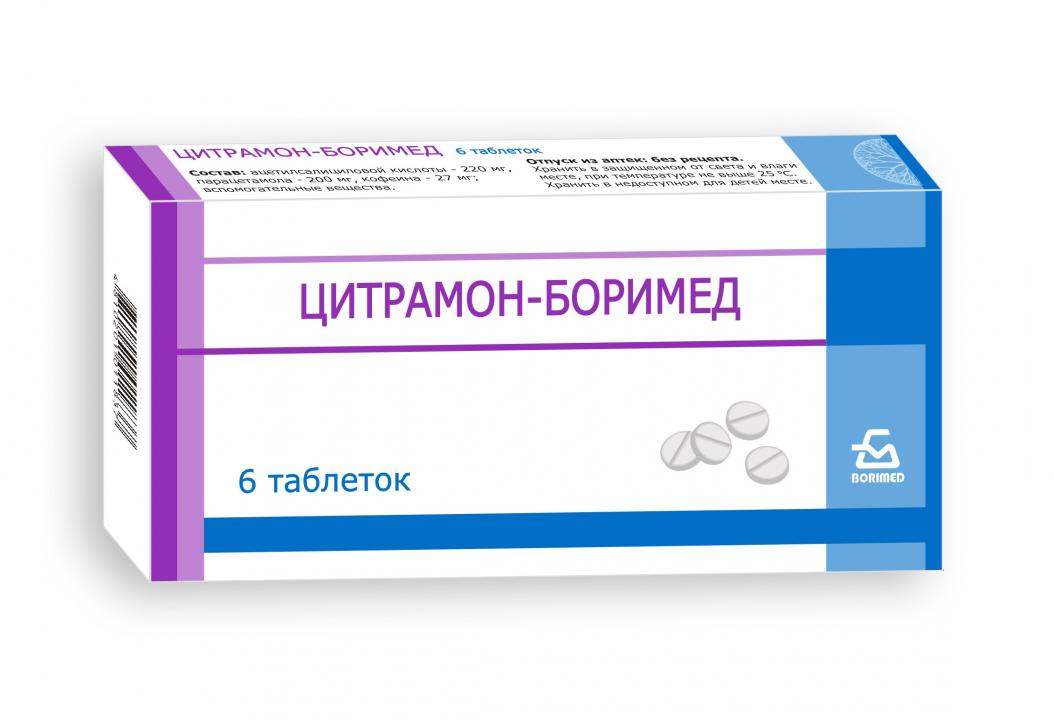 ЦИТРАМОН-БОРИМЕД 6 таблеток
Состав: ацетилсалициловой кислоты - 220 мг,
парацетамола - 200 мг, кофеина - 27 мг,
вспомогательные вещества.
Отпуск из аптек: без рецепта.
Хранить в защищенном от света и влаги
месте, при температуре не выше 25 °С.
Хранить в недоступном для детей месте.
ЦИТРАМОН-БОРИМЕД
6 таблеток
BORIMED